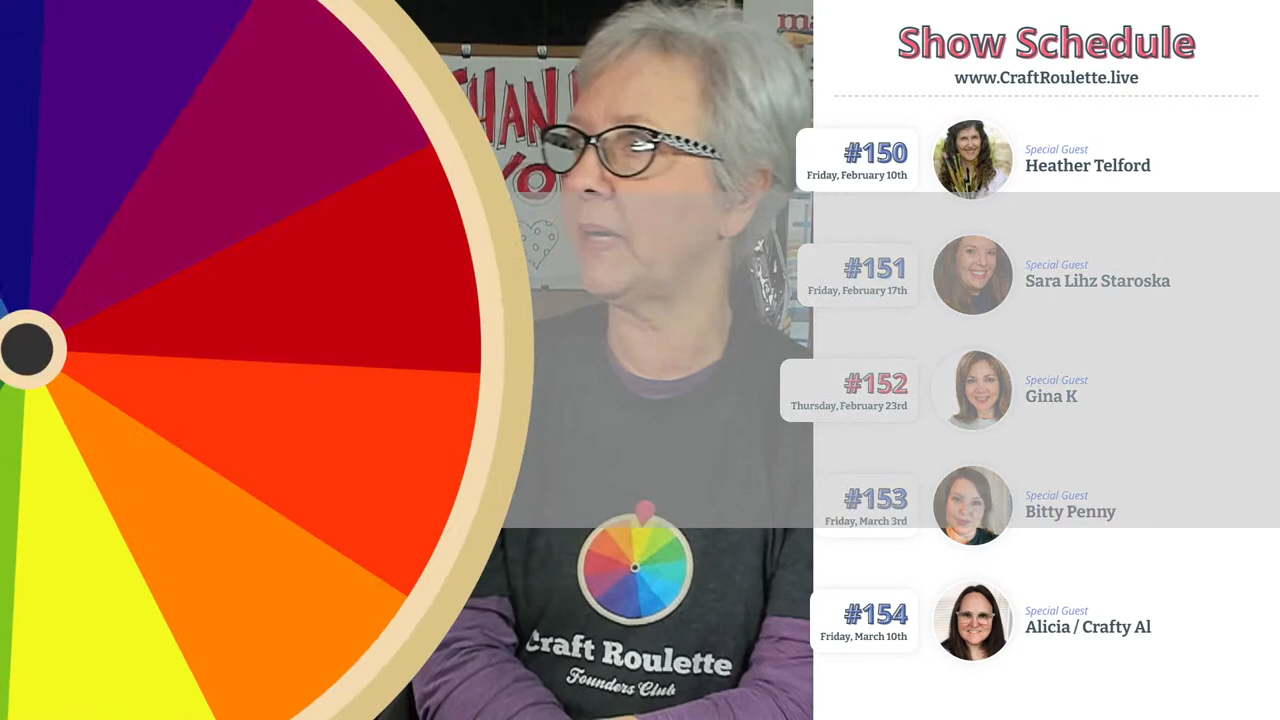 Show Schedule
www.CraftRoulette.live
#150
Friday, February 10th
Special Guest
Heather Telford
#151
Friday, February 17th
Special Guest
Sara Lihz Staroska
#152
Thursday, February 23rd
Special Guest
Gina K
#153
Friday, March 3rd
Special Guest
Bitty Penny
#154
Friday, March 10th
Special Guest
Alicia / Crafty Al
Craft Roulette
Founders Club